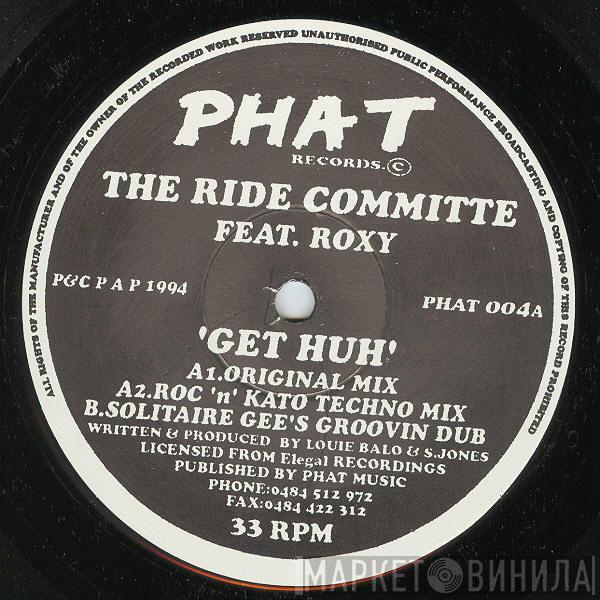 ALL RIGHTS OF THE MANUFACTURER AND OF THE OWNER OF THE RECORDED WORK RESERVED UNAUTHORISED PUBLIC PERFORMANCE BROADCASTING AND COPYING OF THIS RECORD PROHIBITED
PHAT
RECORDS.©
THE RIDE COMMITTE
FEAT. ROXY
P&C P A P 1994
PHAT 004A
'GET HUH'
A1.ORIGINAL MIX
A2.ROC 'n' KATO TECHNO MIX
B.SOLITAIRE GEE'S GROOVIN DUB
WRITTEN & PRODUCED BY LOUIE BALO & S.JONES
LICENSED FROM Elegal RECORDINGS
PUBLISHED BY PHAT MUSIC
PHONE:0484 512 972
FAX:0484 422 312
33 RPM
МАРКЕТ ВИНИЛА